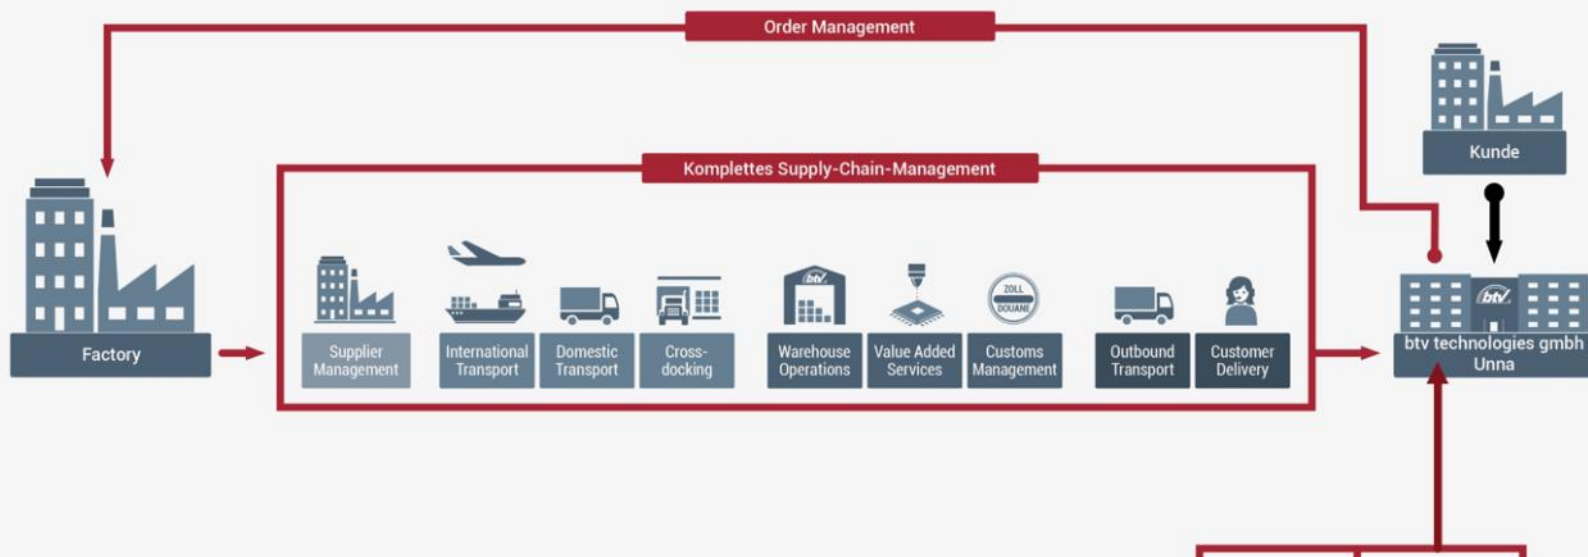 Order Management
Kunde
Komplettes Supply-Chain-Management
btv
ZOLL
DOUANE
btv
Factory
Supplier
Management
International
Transport
Domestic
Transport
Cross-
docking
Warehouse
Operations
Value Added
Services
Customs
Management
Outbound
Transport
Customer
Delivery
btv technologies gmbh
Unna